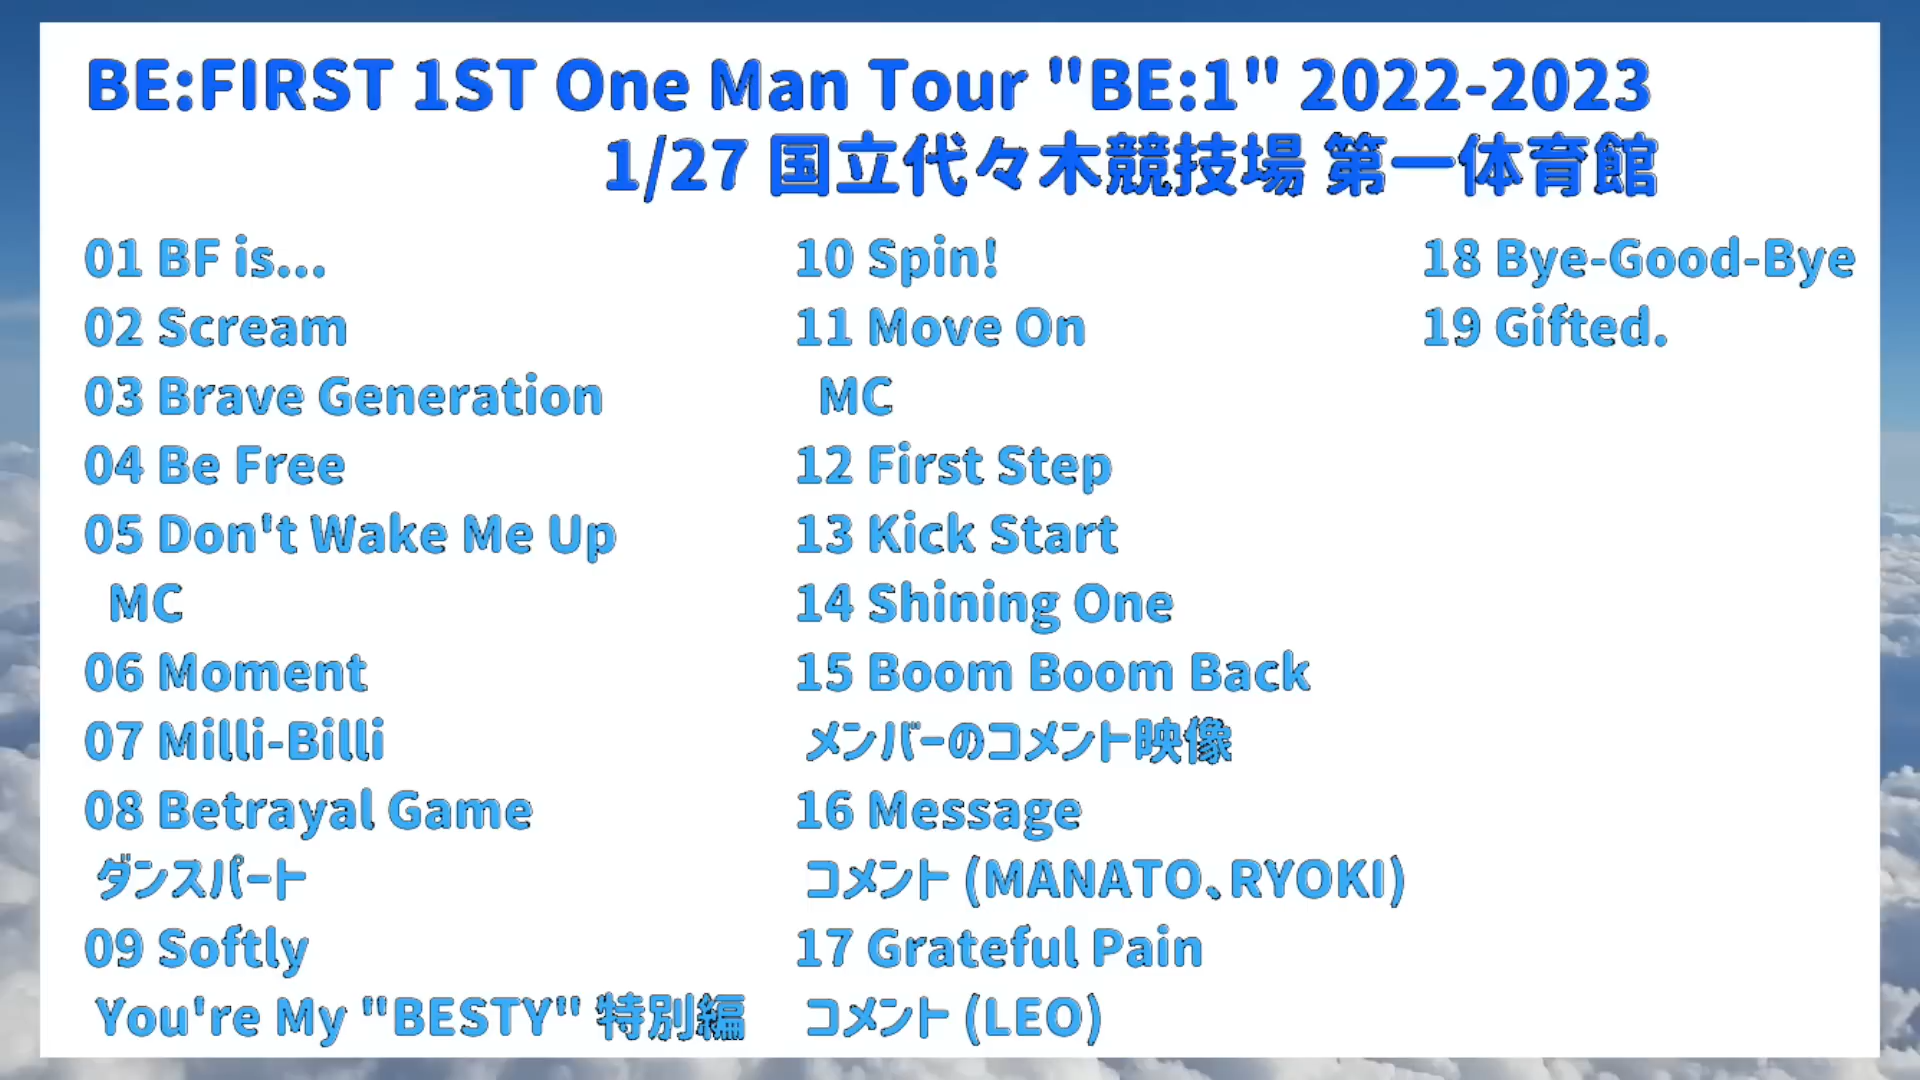 BE:FIRST 1ST One Man Tour "BE:1" 2022-2023
1/27 国立代々木競技場 第一体育館
01 BF is...
02 Scream
03 Brave Generation
04 Be Free
05 Don't Wake Me Up
MC
06 Moment
07 Milli-Billi
08 Betrayal Game
ダンスパート
09 Softly
You're My "BESTY" 特別編
10 Spin!
11 Move On
MC
12 First Step
13 Kick Start
14 Shining One
15 Boom Boom Back
メンバーのコメント映像
16 Message
コメント (MANATO、RYOKI)
17 Grateful Pain
コメント (LEO)
18 Bye-Good-Bye
19 Gifted.